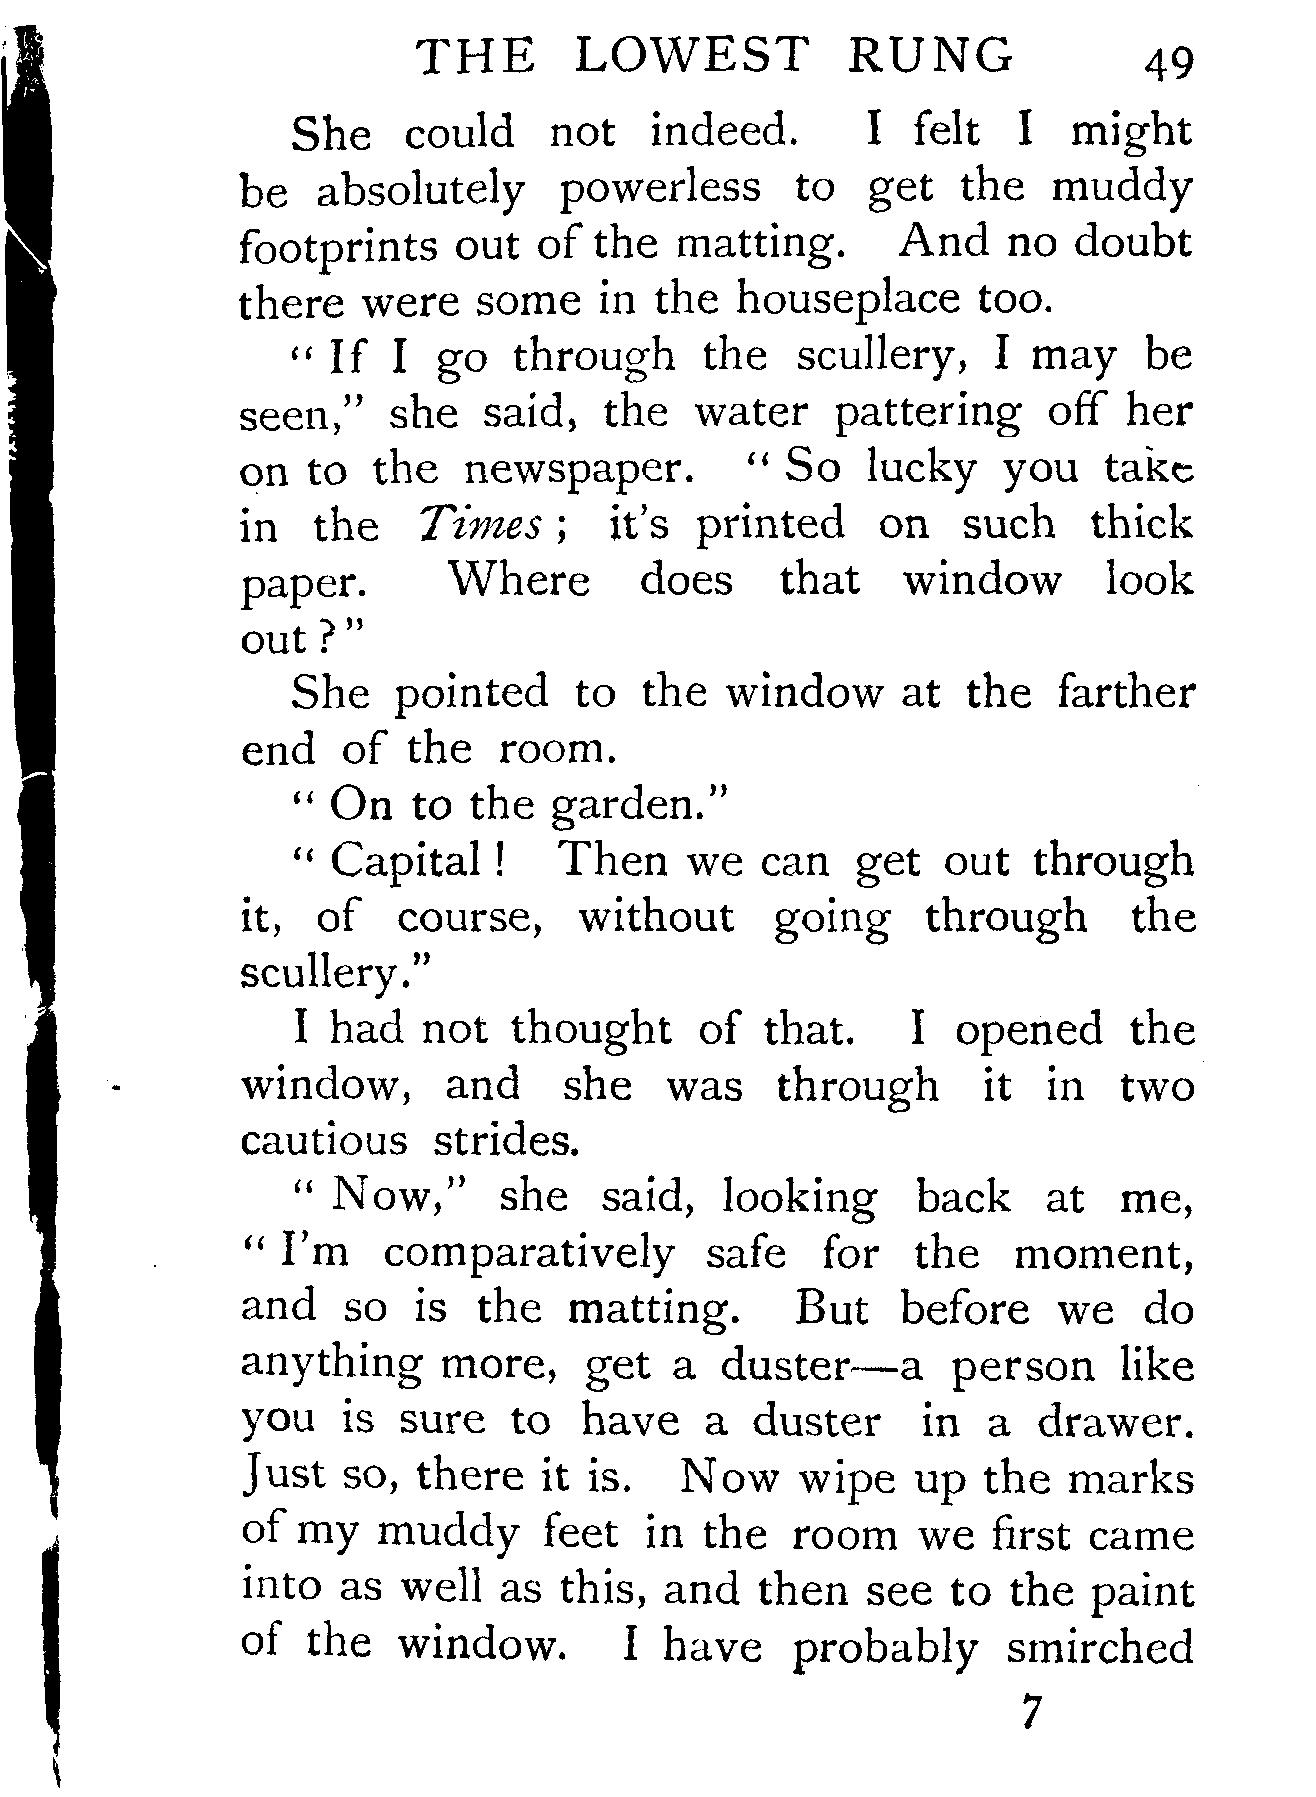 THE LOWEST RUNG 49
She could not indeed. I felt I might
be absolutely powerless to get the muddy
footprints out of the matting. And no doubt
there were some in the houseplace too.
“ If I go through the scullery, I may be
seen,” she said, the water pattering off her
on to the newspaper. “ So lucky you take
in the Times ; it's printed on such thick
paper. Where does that window look
out ?”
She pointed to the window at the farther
end of the room.
“ On to the garden.”
“ Capital ! Then we can get out through
it, of course, without going through the
scullery.”
I had not thought of that. I opened the
window, and she was through it in two
cautious strides.
“ Now,” she said, looking back at me,
“ I'm comparatively safe for the moment,
and so is the matting. But before we do
anything more, get a duster—a person like
you is sure to have a duster in a drawer.
Just so, there it is. Now wipe up the marks
of my muddy feet in the room we first came
into as well as this, and then see to the paint
of the window. I have probably smirched
7